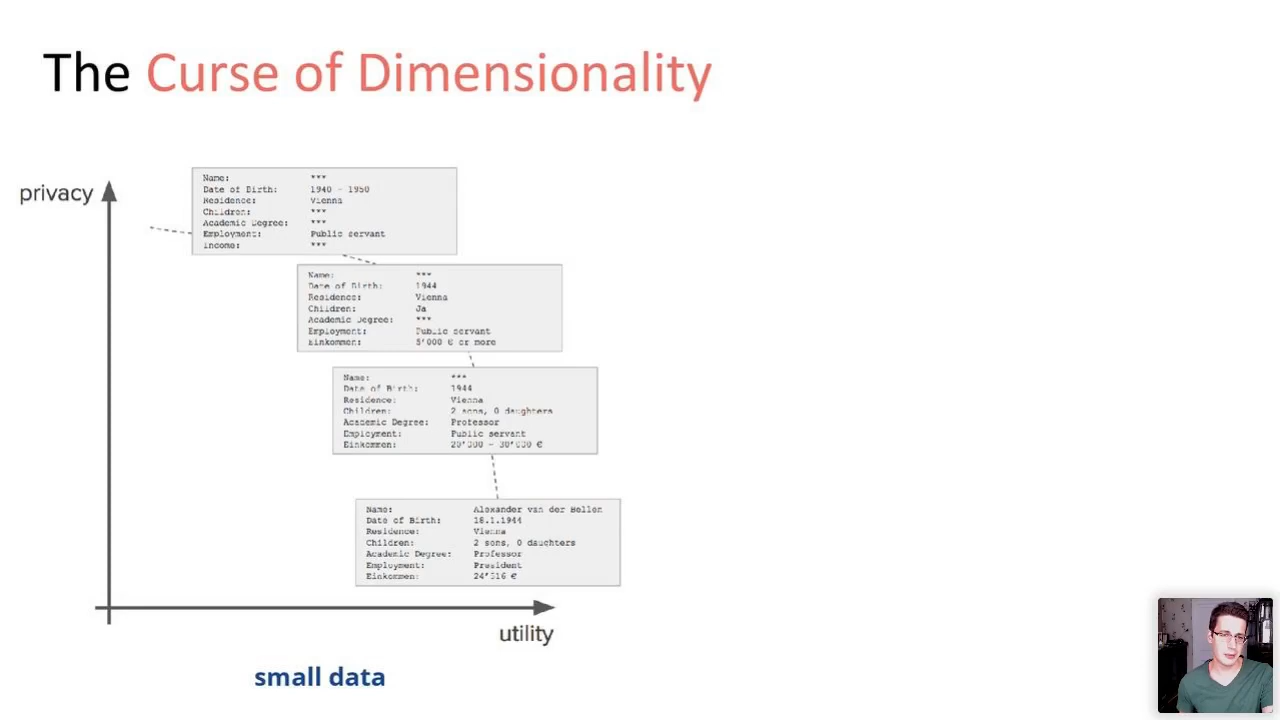 The Curse of Dimensionality
privacy
Name: ***
Date of Birth: 1940 - 1950
Residence: Vienna
Children: ***
Academic Degree: ***
Employment: Public servant
Income: ***
Name: ***
Date of Birth: 1944
Residence: Vienna
Children: Ja
Academic Degree: ***
Employment: Public servant
Einkommen: 5'000 € or more
Name: ***
Date of Birth: 1944
Residence: Vienna
Children: 2 sons, 0 daughters
Academic Degree: Professor
Employment: Public servant
Einkommen: 20'000 - 30'000 €
Name: Alexander van der Bellen
Date of Birth: 18.1.1944
Residence: Vienna
Children: 2 sons, 0 daughters
Academic Degree: Professor
Employment: President
Einkommen: 24'516 €
utility
small data